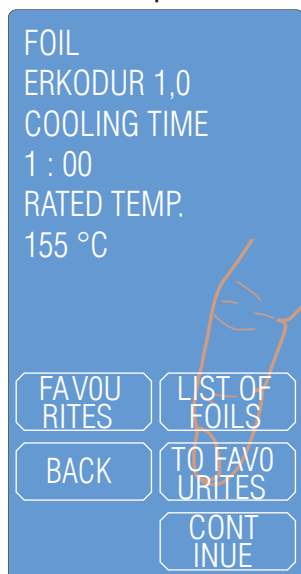 FOIL
ERKODUR 1,0
COOLING TIME
1 : 00
RATED TEMP.
155 °C
FAVOU
RITES
LIST OF
FOILS
BACK
TO FAVO
URITES
CONT
INUE